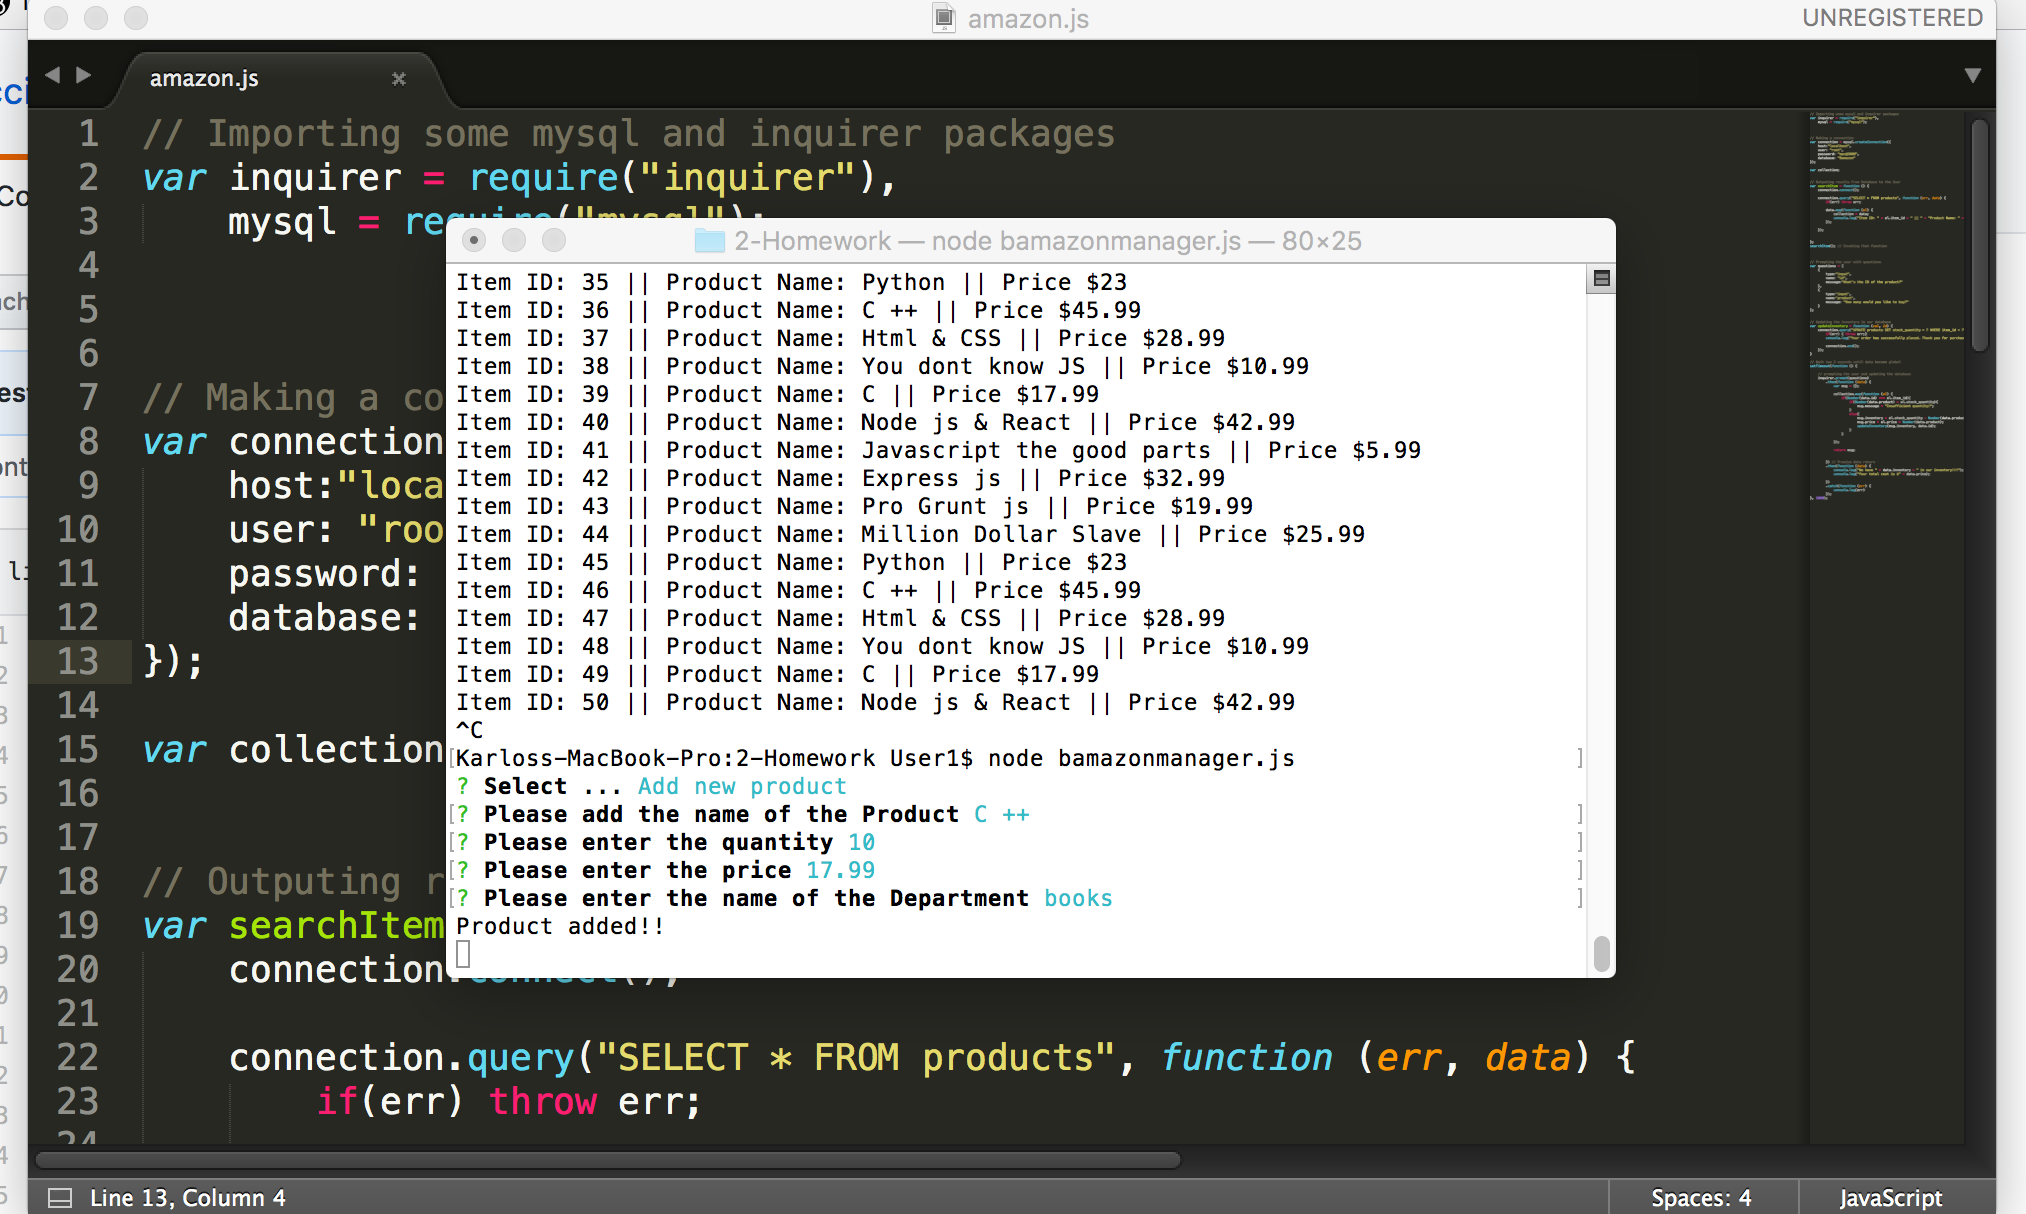 amazon.js
UNREGISTERED
amazon.js
1 // Importing some mysql and inquirer packages
2 var inquirer = require("inquirer"),
3 mysql = require("mysql");
4
5
6
7 // Making a co
8 var connection
9 host:"loca
10 user: "roo
11 password:
12 database:
13 });
14
15 var collection
16
17
18 // Outputing r
19 var searchItem
20 connection.connect();
21
22 connection.query("SELECT * FROM products", function (err, data) {
23 if(err) throw err;
24
2-Homework — node bamazonmanager.js — 80×25
Item ID: 35 || Product Name: Python || Price $23
Item ID: 36 || Product Name: C ++ || Price $45.99
Item ID: 37 || Product Name: Html & CSS || Price $28.99
Item ID: 38 || Product Name: You dont know JS || Price $10.99
Item ID: 39 || Product Name: C || Price $17.99
Item ID: 40 || Product Name: Node js & React || Price $42.99
Item ID: 41 || Product Name: Javascript the good parts || Price $5.99
Item ID: 42 || Product Name: Express js || Price $32.99
Item ID: 43 || Product Name: Pro Grunt js || Price $19.99
Item ID: 44 || Product Name: Million Dollar Slave || Price $25.99
Item ID: 45 || Product Name: Python || Price $23
Item ID: 46 || Product Name: C ++ || Price $45.99
Item ID: 47 || Product Name: Html & CSS || Price $28.99
Item ID: 48 || Product Name: You dont know JS || Price $10.99
Item ID: 49 || Product Name: C || Price $17.99
Item ID: 50 || Product Name: Node js & React || Price $42.99
^C
[Karloss-MacBook-Pro:2-Homework User1$ node bamazonmanager.js ]
? Select ... Add new product
[? Please add the name of the Product C ++ ]
[? Please enter the quantity 10 ]
[? Please enter the price 17.99 ]
[? Please enter the name of the Department books ]
Product added!!
Line 13, Column 4
Spaces: 4
JavaScript